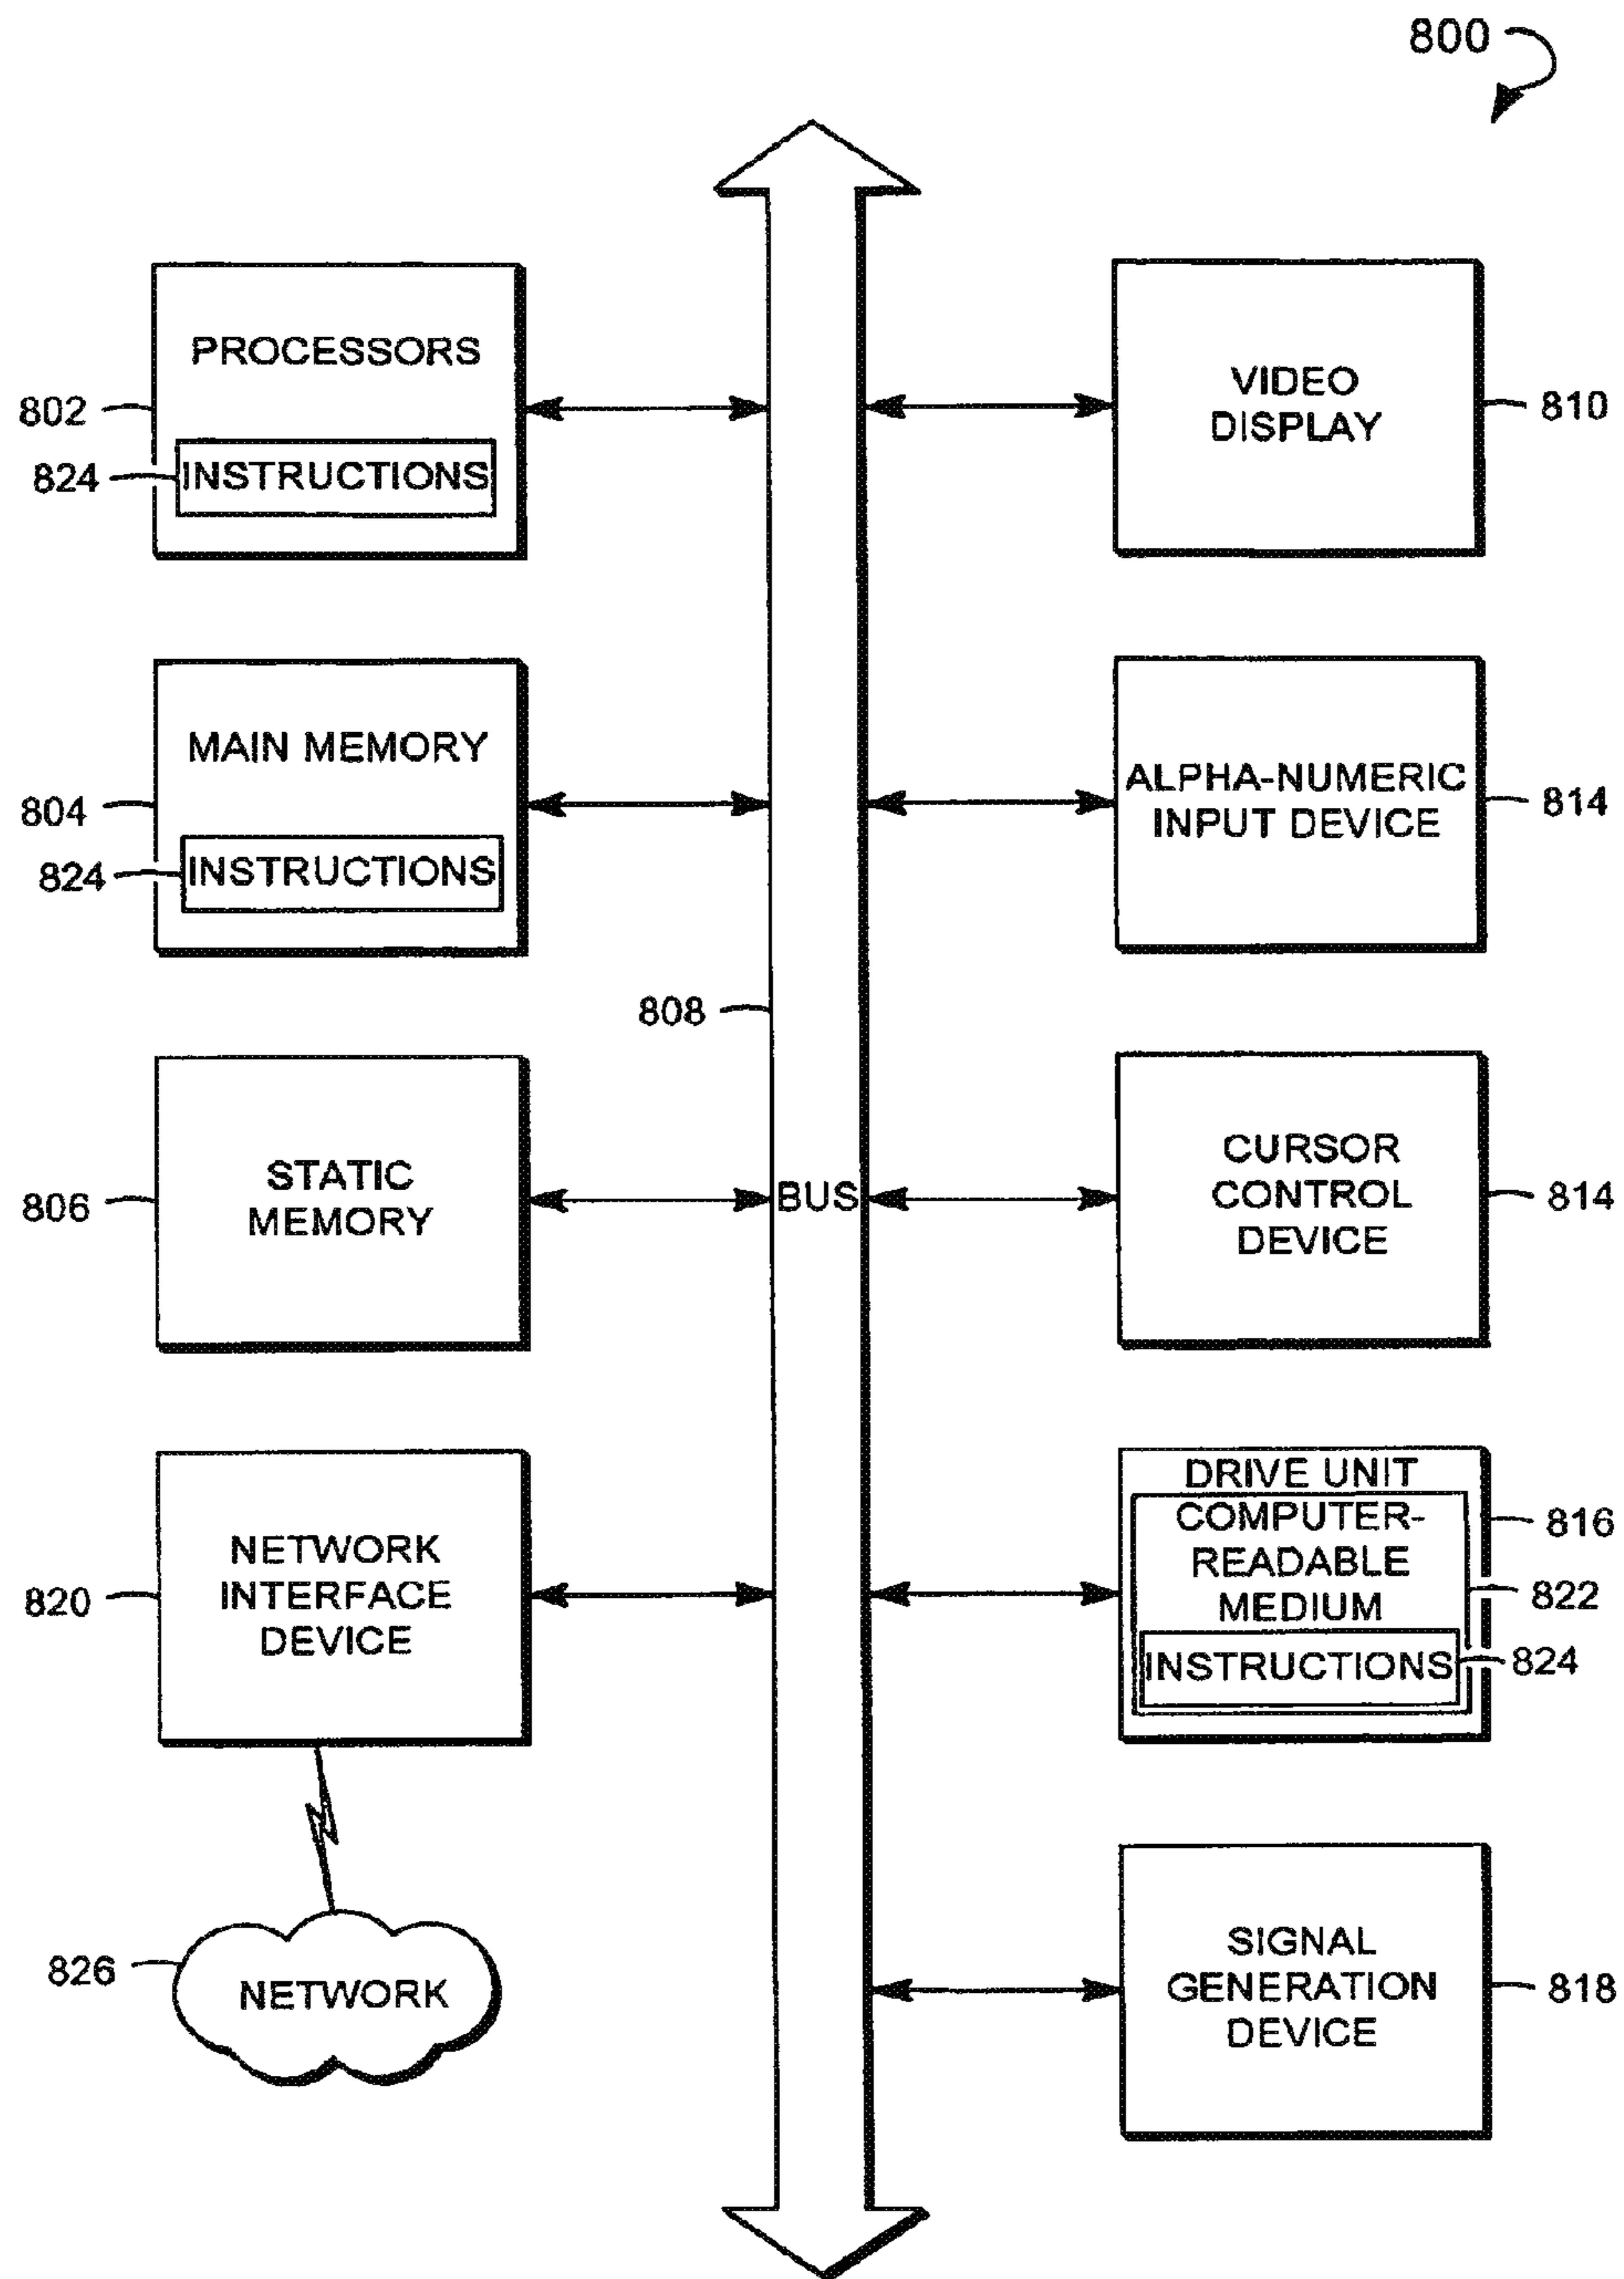 800
PROCESSORS
802
824
INSTRUCTIONS
VIDEO
DISPLAY
810
MAIN MEMORY
804
824
INSTRUCTIONS
ALPHA-NUMERIC
INPUT DEVICE
814
808
STATIC
MEMORY
806
BUS
CURSOR
CONTROL
DEVICE
814
NETWORK
INTERFACE
DEVICE
820
DRIVE UNIT
COMPUTER-
READABLE
MEDIUM
INSTRUCTIONS
816
822
824
826
NETWORK
SIGNAL
GENERATION
DEVICE
818